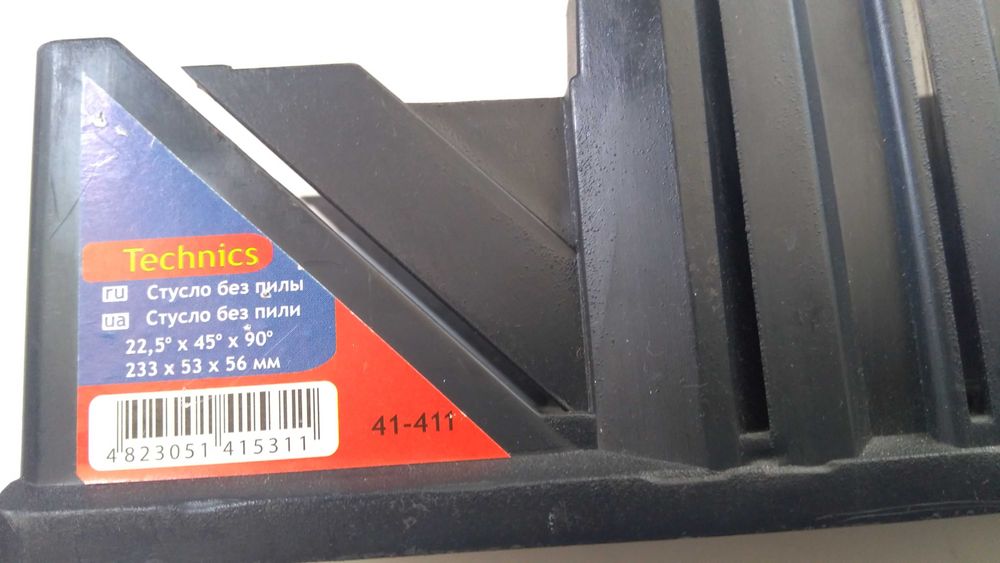 Technics
ru Стусло без пилы
ua Стусло без пили
22,5° x 45° x 90°
233 x 53 x 56 мм
41-411
4 823051 415311